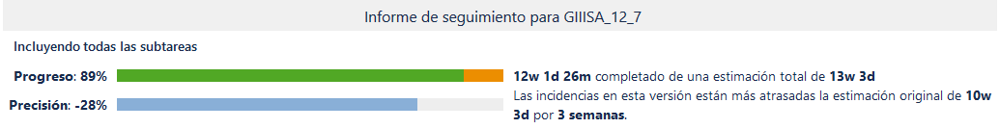 Informe de seguimiento para GIIISA_12_7
Incluyendo todas las subtareas
Progreso: 89%
12w 1d 26m completado de una estimación total de 13w 3d
Precisión: -28%
Las incidencias en esta versión están más atrasadas la estimación original de 10w
3d por 3 semanas.